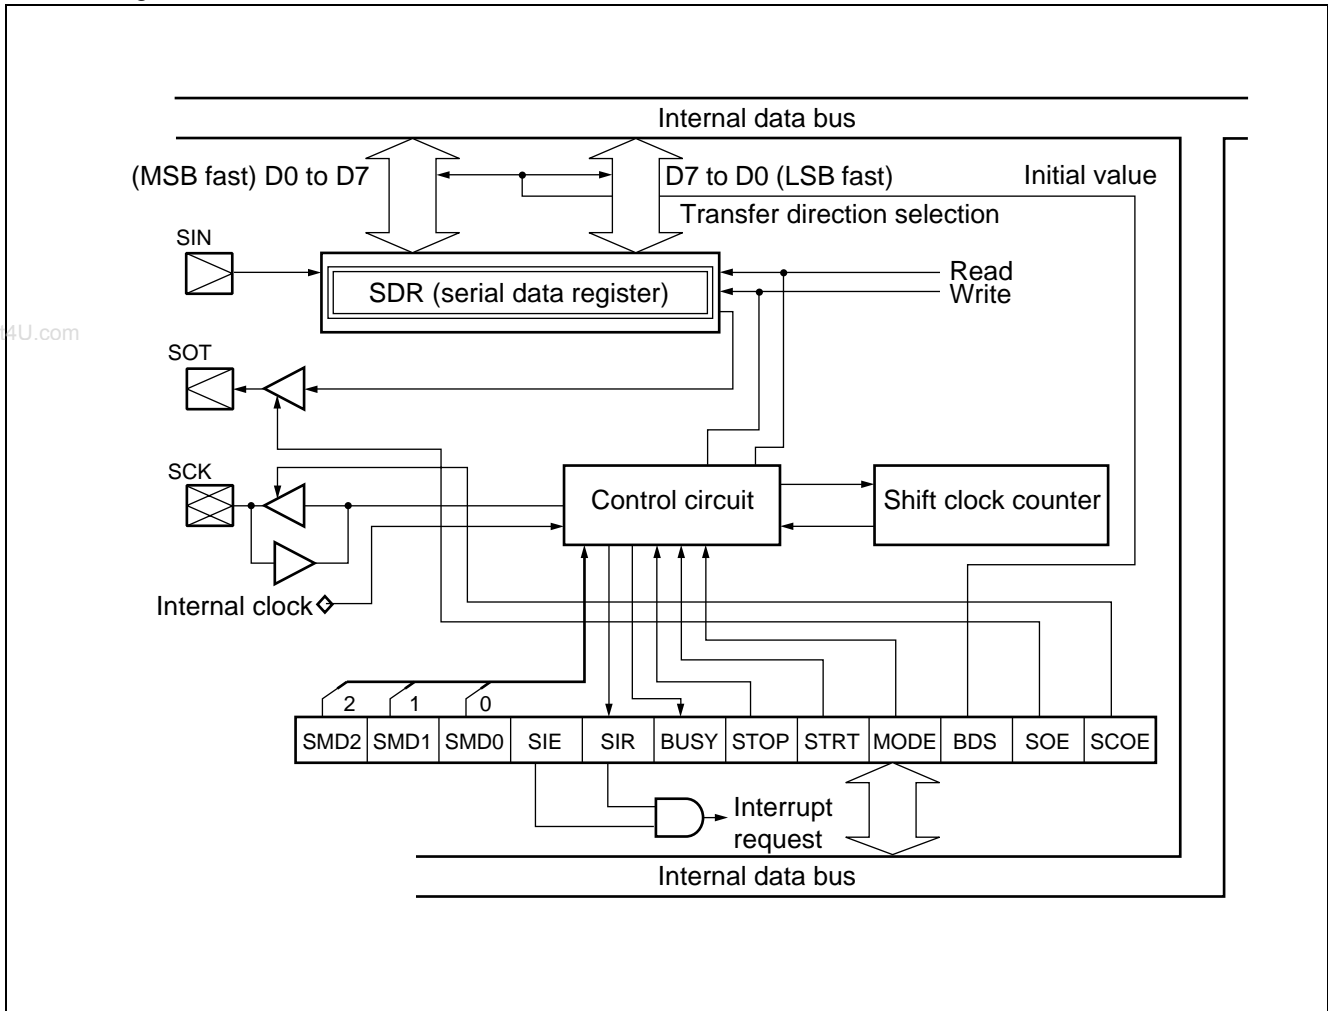 Internal data bus
(MSB fast) D0 to D7
D7 to D0 (LSB fast)
Initial value
Transfer direction selection
SIN
SDR (serial data register)
Read
Write
t4U.com
SOT
SCK
Control circuit
Shift clock counter
Internal clock
2
1
0
SMD2 SMD1 SMD0 SIE SIR BUSY STOP STRT MODE BDS SOE SCOE
Interrupt
request
Internal data bus